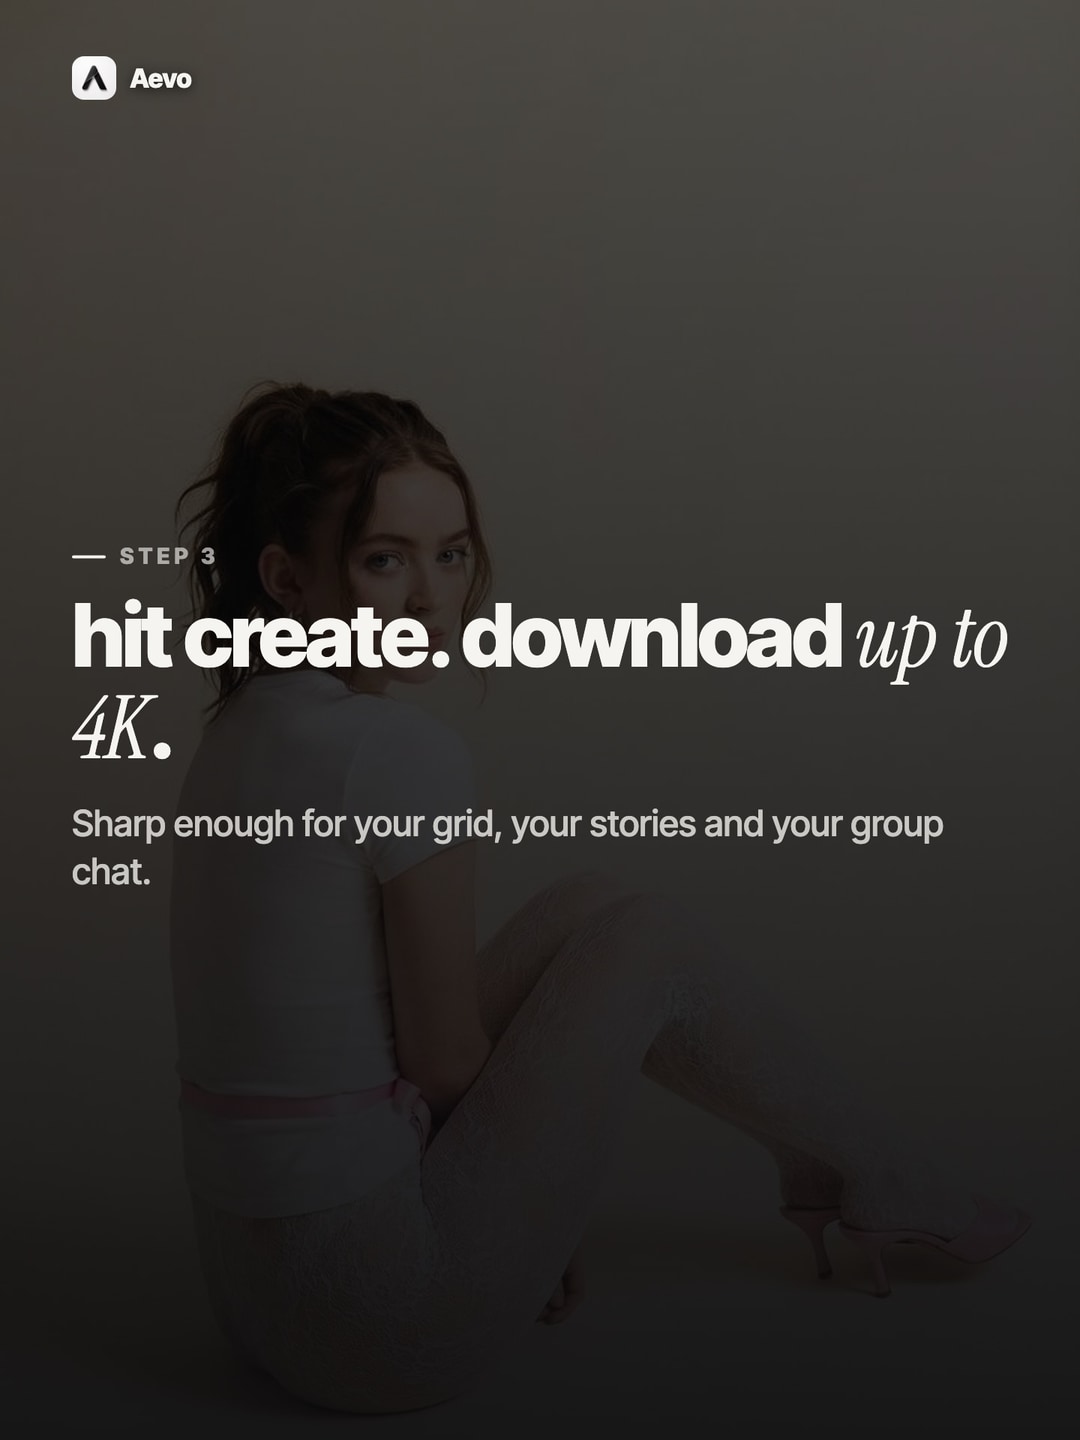 Aevo
STEP 3
hit create. download up to
4K.
Sharp enough for your grid, your stories and your group
chat.